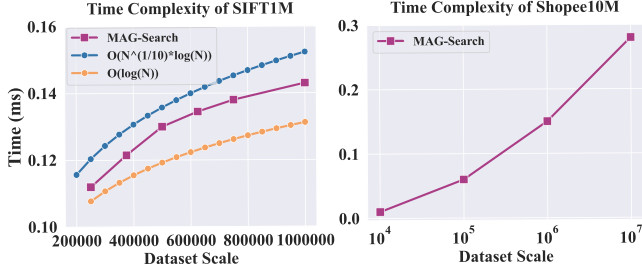 Time Complexity of SIFT1M
0.16
0.14
0.12
0.10
Time (ms)
MAG-Search
O(N^(1/10)*log(N))
O(log(N))
200000 400000 6000000 8000000 1000000
Dataset Scale
Time Complexity of Shopee10M
0.3
0.2
0.1
0.0
MAG-Search
10^4 10^5 10^6 10^7
Dataset Scale